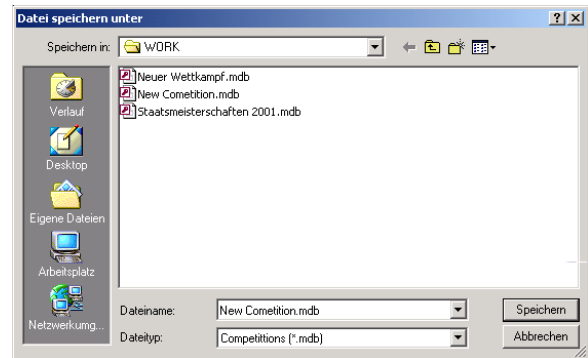 Datei speichern unter
Speichern in: WORK
Neuer Wettkampf.mdb
New Cometition.mdb
Staatsmeisterschaften 2001.mdb
Verlauf
Desktop
Eigene Dateien
Arbeitsplatz
Netzwerkumg...
Dateiname: New Cometition.mdb Speichern
Dateityp: Competittions (*.mdb) Abbrechen